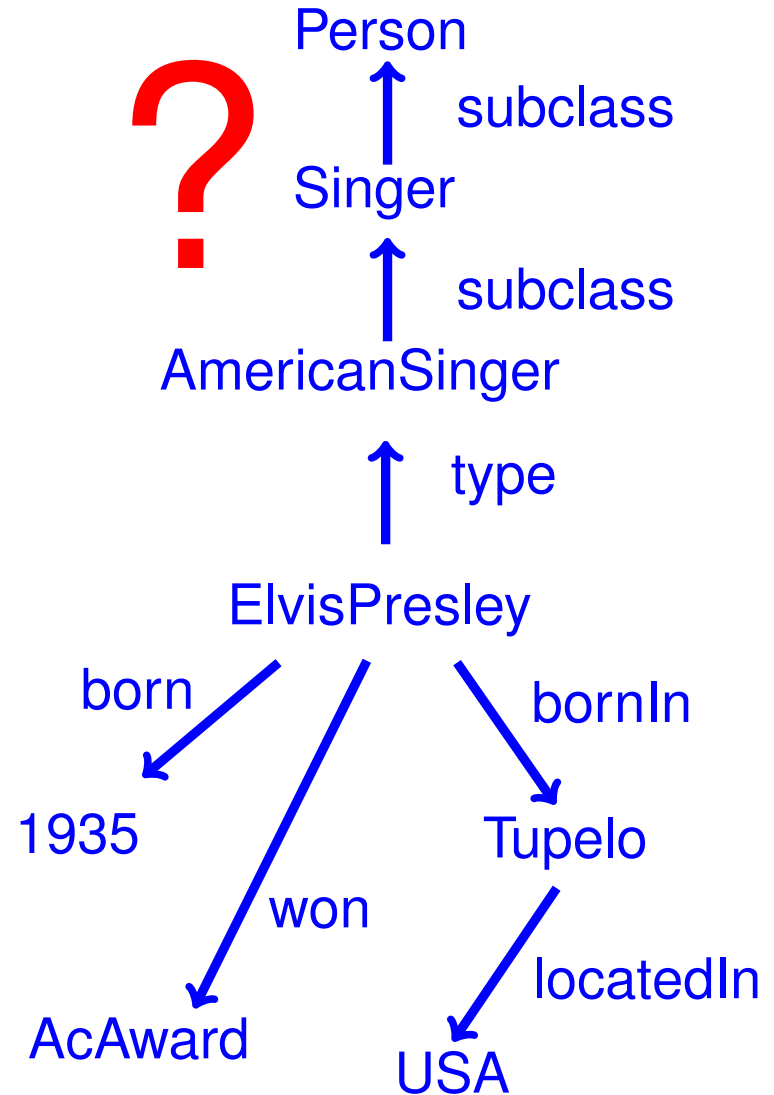 Person
?
subclass
Singer
subclass
AmericanSinger
type
ElvisPresley
born
bornIn
1935
Tupelo
won
locatedIn
AcAward
USA